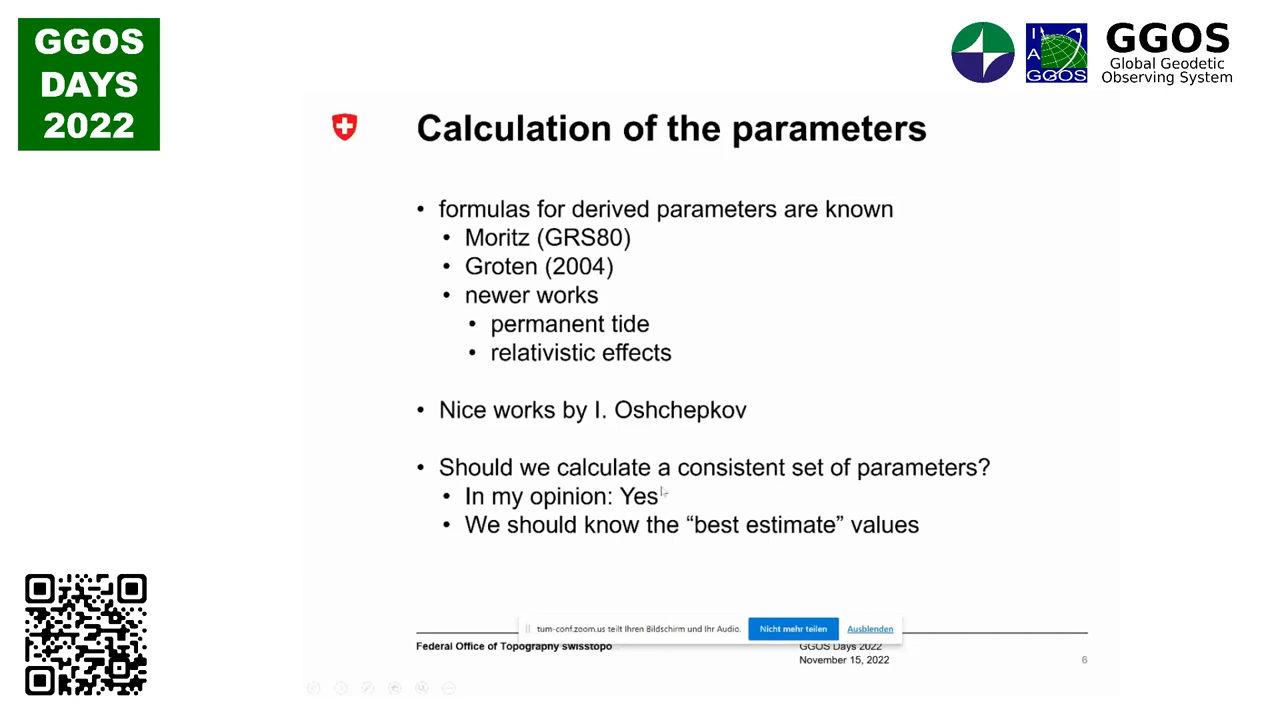 GGOS
DAYS
2022
I
A
GGOS
GGOS
Global Geodetic
Observing System
Calculation of the parameters
• formulas for derived parameters are known
• Moritz (GRS80)
• Groten (2004)
• newer works
• permanent tide
• relativistic effects
• Nice works by I. Oshchepkov
• Should we calculate a consistent set of parameters?
• In my opinion: Yes
• We should know the “best estimate” values
tum-conf.zoom.us teilt Ihren Bildschirm und Ihr Audio. Nicht mehr teilen Ausblenden
Federal Office of Topography swisstopo
GGOS Days 2022
November 15, 2022
6